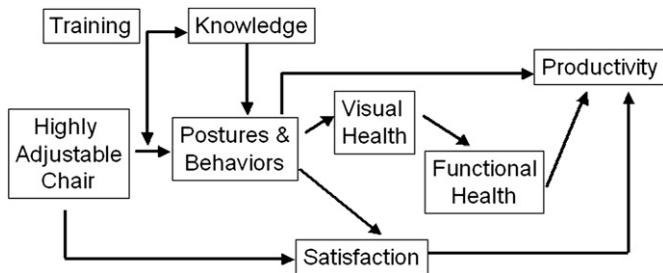 Training
Knowledge
Productivity
Highly
Adjustable
Chair
Postures &
Behaviors
Visual
Health
Functional
Health
Satisfaction